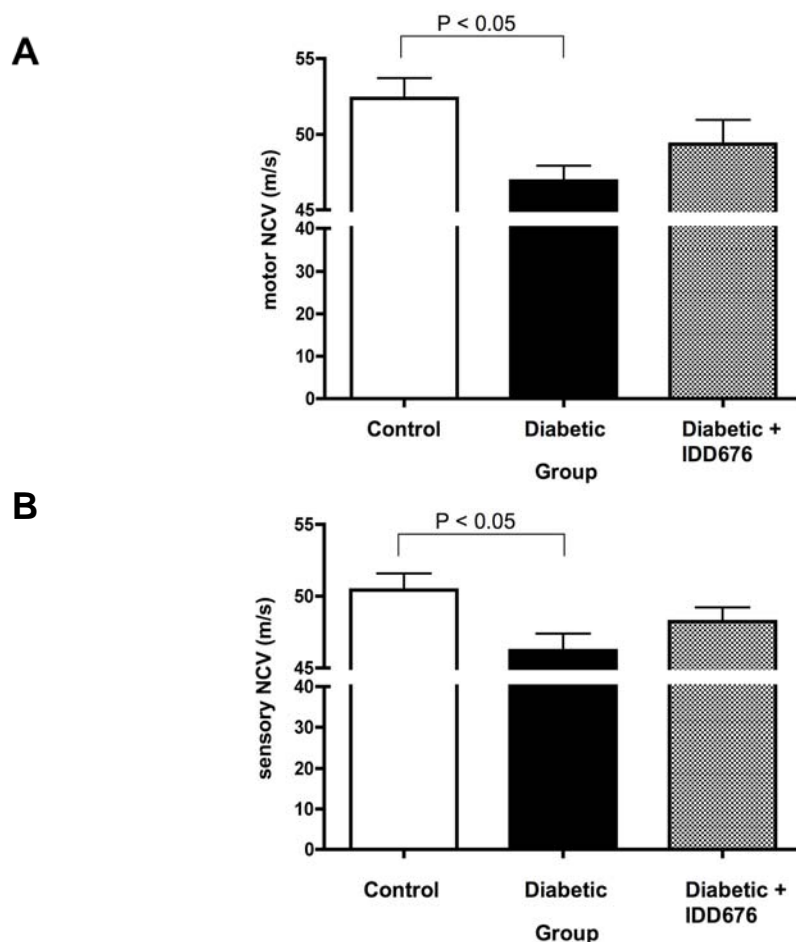 A
P < 0.05
motor NCV (m/s)
55
50
45
40
30
20
10
0
Control
Diabetic
Diabetic +
IDD676
Group
B
P < 0.05
sensory NCV (m/s)
55
50
45
40
30
20
10
0
Control
Diabetic
Diabetic +
IDD676
Group